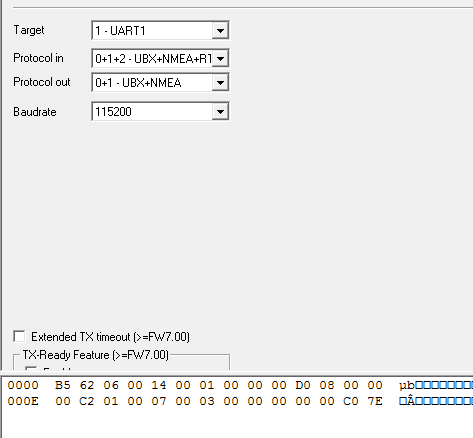 Target 1 - UART1
Protocol in 0+1+2 - UBX+NMEA+RT
Protocol out 0+1 - UBX+NMEA
Baudrate 115200
Extended TX timeout (>=FW7.00)
TX-Ready Feature (>=FW7.00)
0000 B5 62 06 00 14 00 01 00 00 00 D0 08 00 00 µb□□□□□□□□
000E 00 C2 01 00 07 00 03 00 00 00 00 00 C0 7E □Â□□□□□□□□